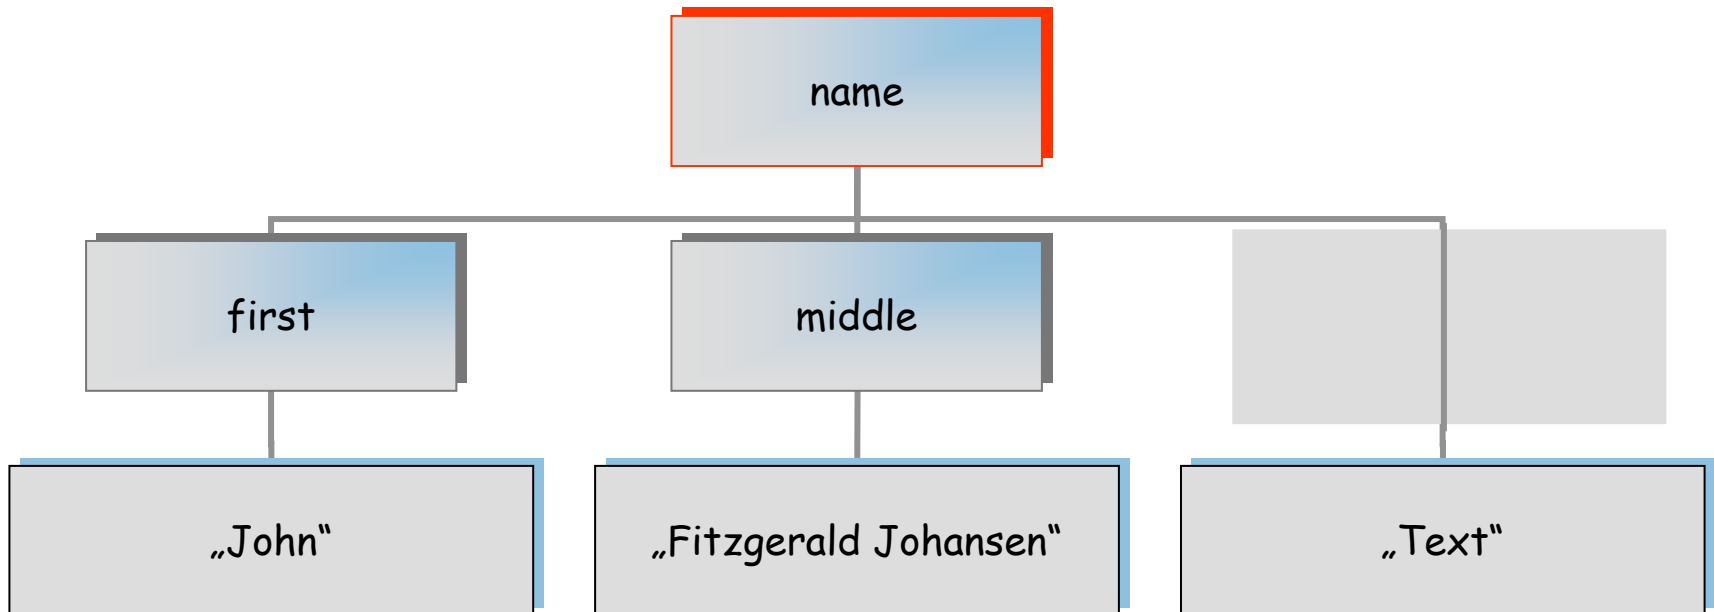 name
first
middle
„John“
„Fitzgerald Johansen“
„Text“